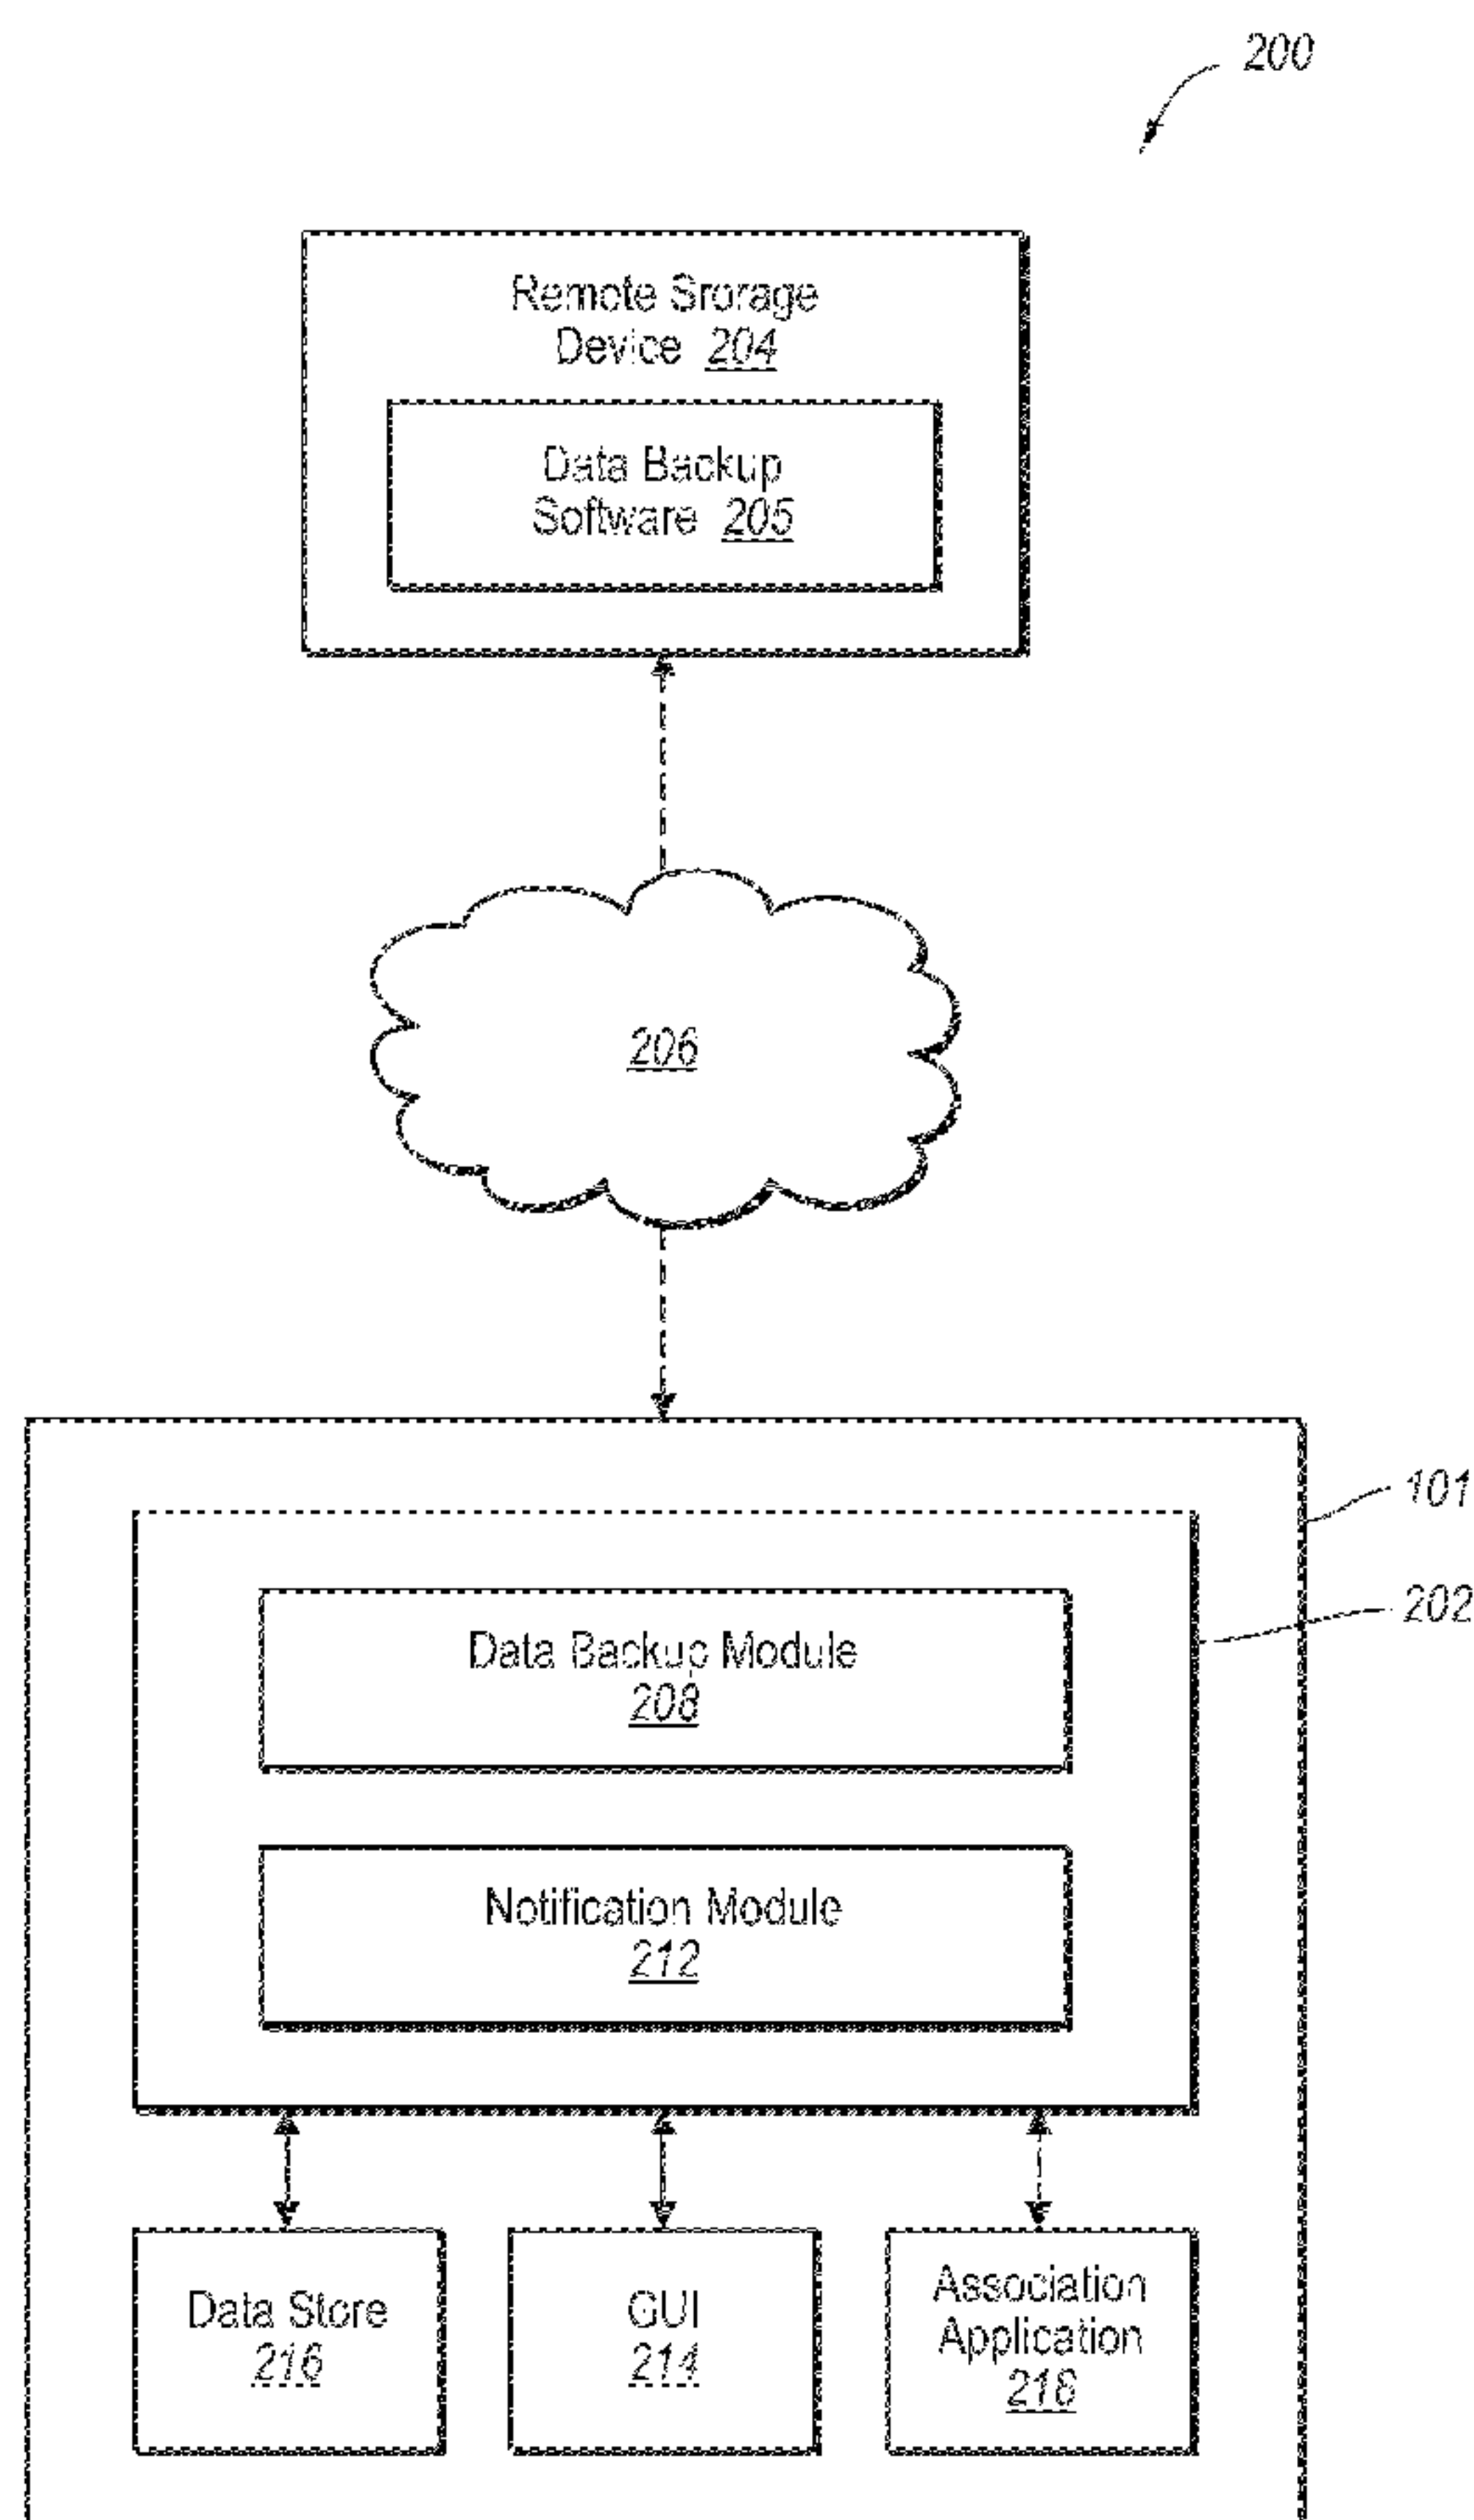 200
Remote Srorage
Device 204
Data Backup
Software 205
206
101
202
Data Backup Module
208
Notification Module
212
Data Store
216
GUI
214
Association
Application
218